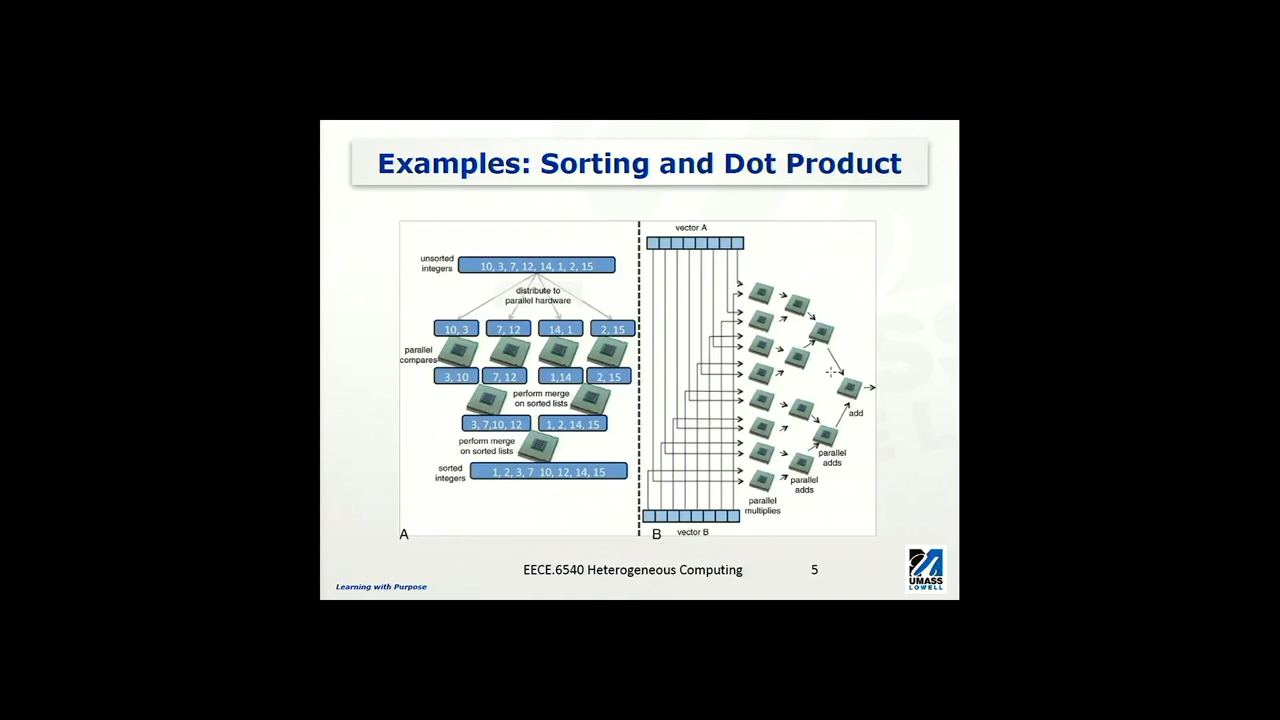 Examples: Sorting and Dot Product
unsorted
integers
10, 3, 7, 12, 14, 1, 2, 15
distribute to
parallel hardware
10, 3
7, 12
14, 1
2, 15
parallel
compares
3, 10
7, 12
1,14
2, 15
perform merge
on sorted lists
3, 7,10, 12
1, 2, 14, 15
perform merge
on sorted lists
sorted
integers
1, 2, 3, 7 10, 12, 14, 15
A
vector A
add
parallel
adds
parallel
adds
parallel
multiplies
B
vector B
EECE.6540 Heterogeneous Computing
5
Learning with Purpose
UMASS
LOWELL